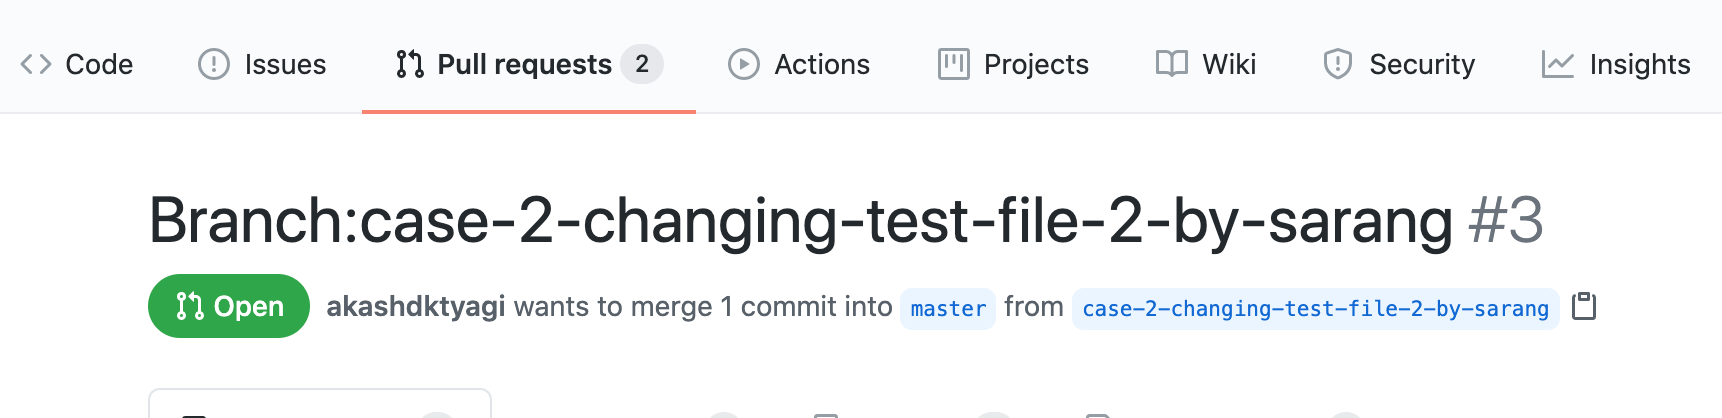 Code Issues Pull requests 2 Actions Projects Wiki Security Insights
Branch:case-2-changing-test-file-2-by-sarang #3
Open akashdktyagi wants to merge 1 commit into master from case-2-changing-test-file-2-by-sarang